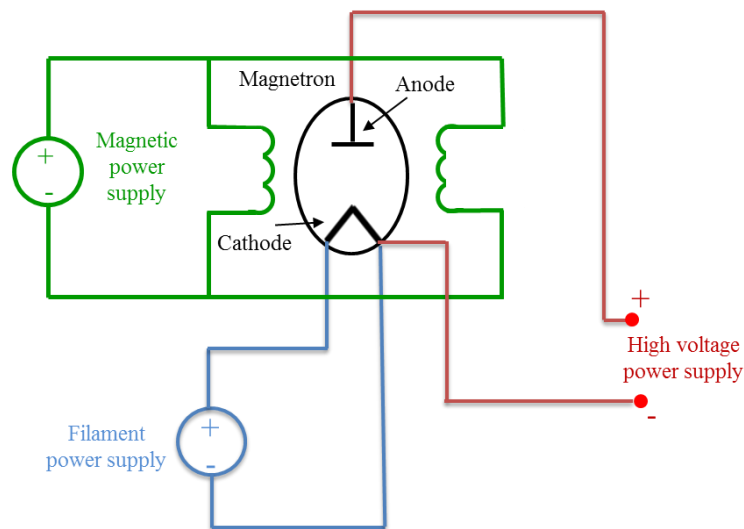 Magnetron
Anode
Magnetic
power
supply
+
-
Cathode
+
High voltage
power supply
-
Filament
power supply
+
-